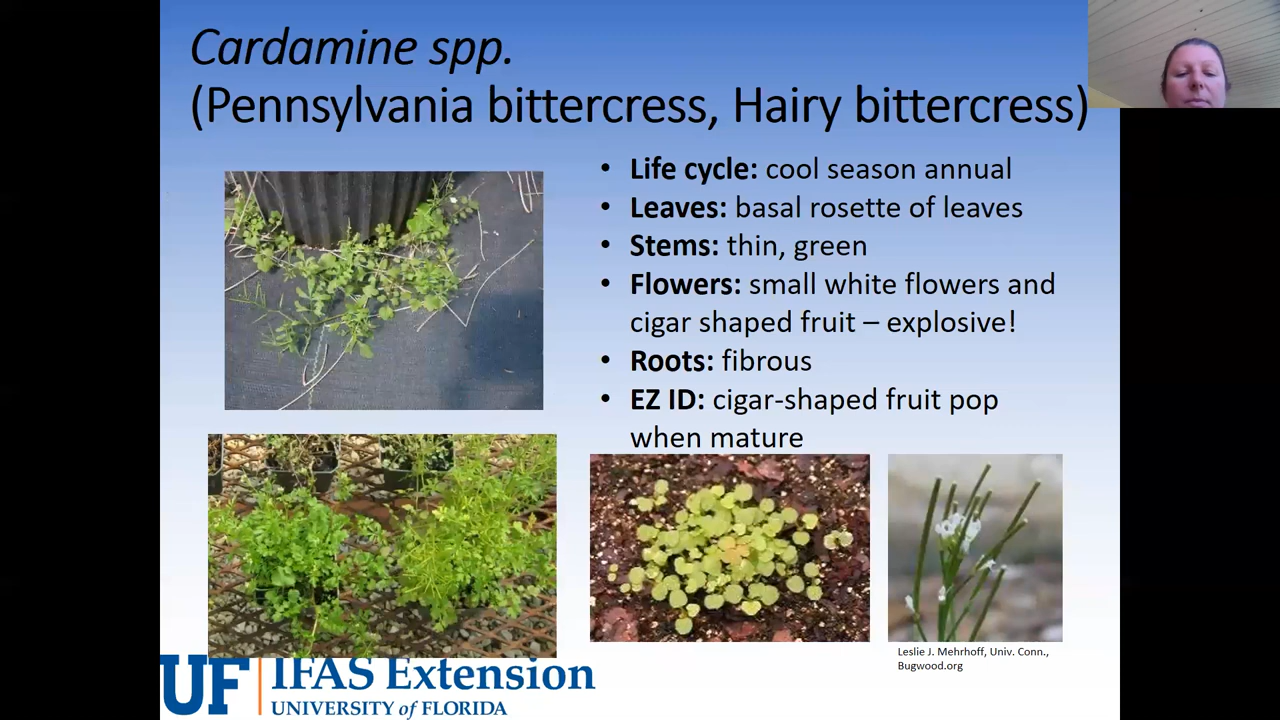 Cardamine spp.
(Pennsylvania bittercress, Hairy bittercress)
• Life cycle: cool season annual
• Leaves: basal rosette of leaves
• Stems: thin, green
• Flowers: small white flowers and
cigar shaped fruit – explosive!
• Roots: fibrous
• EZ ID: cigar-shaped fruit pop
when mature
Leslie J. Mehrhoff, Univ. Conn.,
Bugwood.org
UF IFAS Extension
UNIVERSITY of FLORIDA